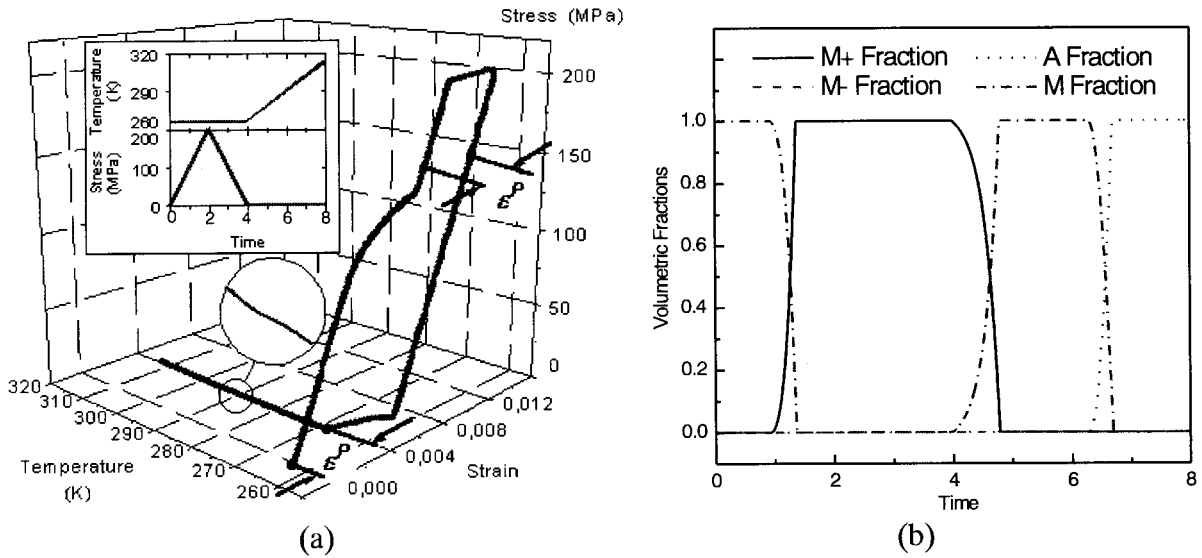 Stress (MPa)
200
150
100
50
0
Temperature
(K)
320
290
260
Stress
(MPa)
200
100
0
0 2 4 6 8
Time
ε^P
ε^P
320
310
300
290
280
270
260
Temperature
(K)
0,000
0,004
0,008
0,012
Strain
(a)
M+ Fraction
A Fraction
M- Fraction
M Fraction
Volumetric Fractions
1.0
0.8
0.6
0.4
0.2
0.0
0 2 4 6 8
Time
(b)